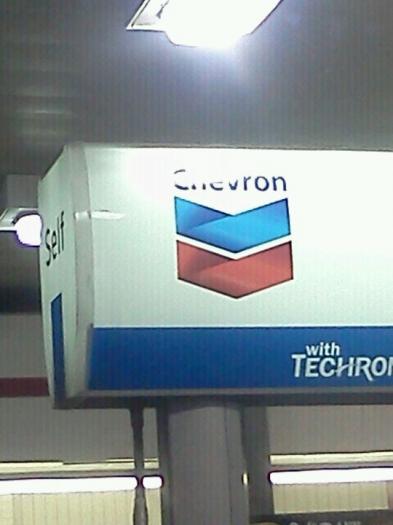 Self
Chevron
with
TECHRON